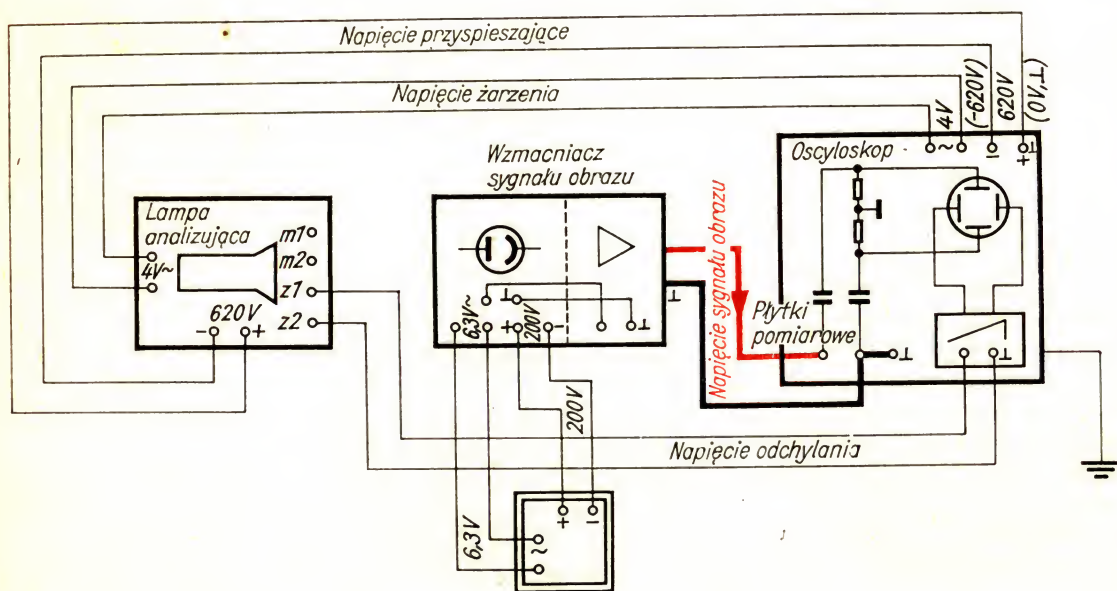 Napięcie przyspieszające
Napięcie żarzenia
4V
~
(-620V)
-
620V
+
⊥
(0V,⊥)
Oscyloskop
Wzmacniacz
sygnału obrazu
Lampa
analizująca
m1
m2
4V~
z1
620V
- +
z2
6,3V~
⊥
+
200V
-
⊥
⊥
Napięcie sygnału obrazu
Płytki
pomiarowe
⊥
⊥
200V
Napięcie odchylania
6,3V
+ -
~